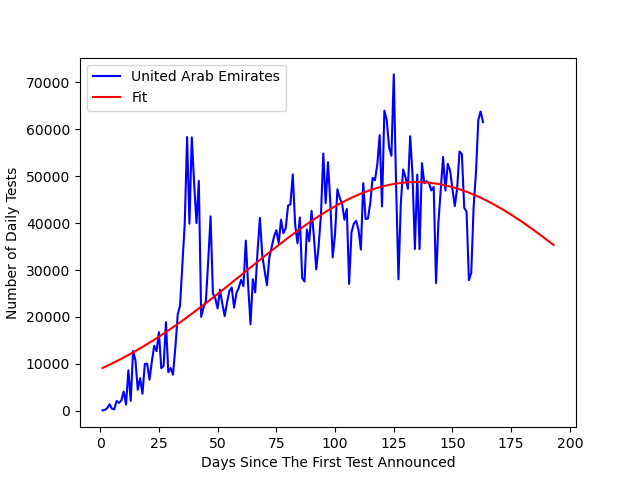 United Arab Emirates
Fit
70000
60000
50000
40000
30000
20000
10000
0
Number of Daily Tests
0 25 50 75 100 125 150 175 200
Days Since The First Test Announced